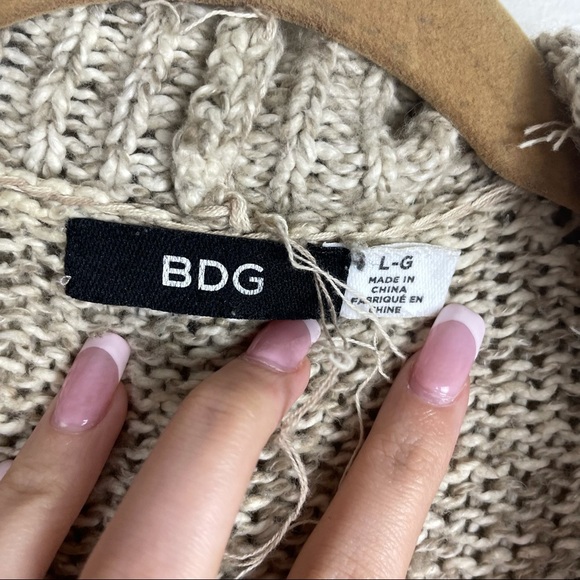 BDG
L-G
MADE IN
CHINA
FABRIQUÉ EN
CHINE